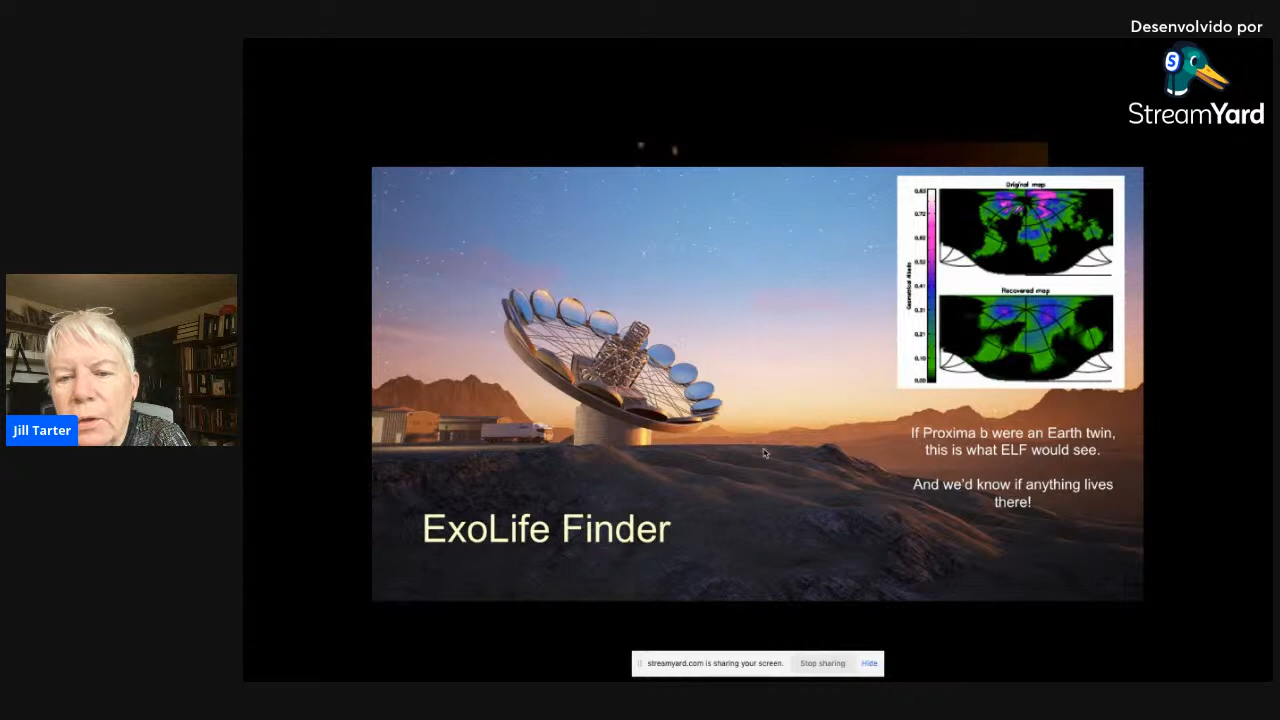 Desenvolvido por
StreamYard
Original map
Recovered map
Geometrical Albedo
If Proxima b were an Earth twin,
this is what ELF would see.
And we'd know if anything lives
there!
Jill Tarter
ExoLife Finder
streamyard.com is sharing your screen.
Stop sharing
Hide